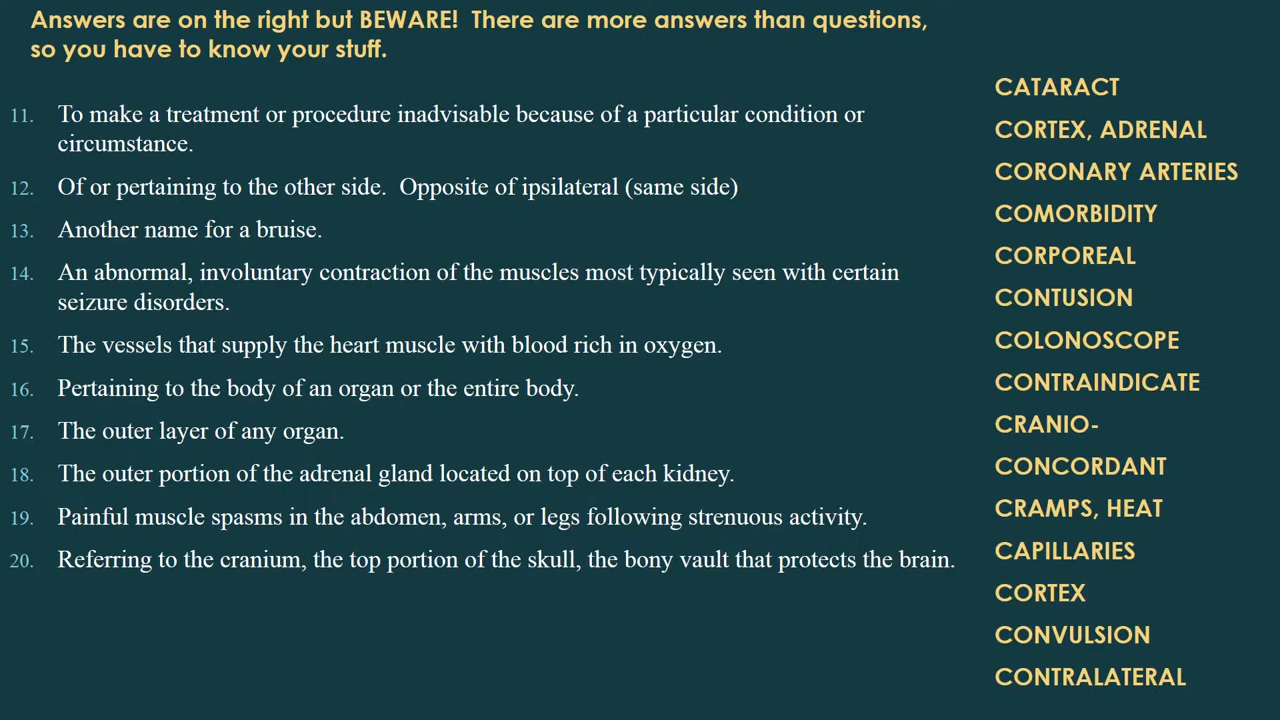 Answers are on the right but BEWARE!  There are more answers than questions,
so you have to know your stuff.
11. To make a treatment or procedure inadvisable because of a particular condition or
circumstance.
12. Of or pertaining to the other side.  Opposite of ipsilateral (same side)
13. Another name for a bruise.
14. An abnormal, involuntary contraction of the muscles most typically seen with certain
seizure disorders.
15. The vessels that supply the heart muscle with blood rich in oxygen.
16. Pertaining to the body of an organ or the entire body.
17. The outer layer of any organ.
18. The outer portion of the adrenal gland located on top of each kidney.
19. Painful muscle spasms in the abdomen, arms, or legs following strenuous activity.
20. Referring to the cranium, the top portion of the skull, the bony vault that protects the brain.
CATARACT
CORTEX, ADRENAL
CORONARY ARTERIES
COMORBIDITY
CORPOREAL
CONTUSION
COLONOSCOPE
CONTRAINDICATE
CRANIO-
CONCORDANT
CRAMPS, HEAT
CAPILLARIES
CORTEX
CONVULSION
CONTRALATERAL